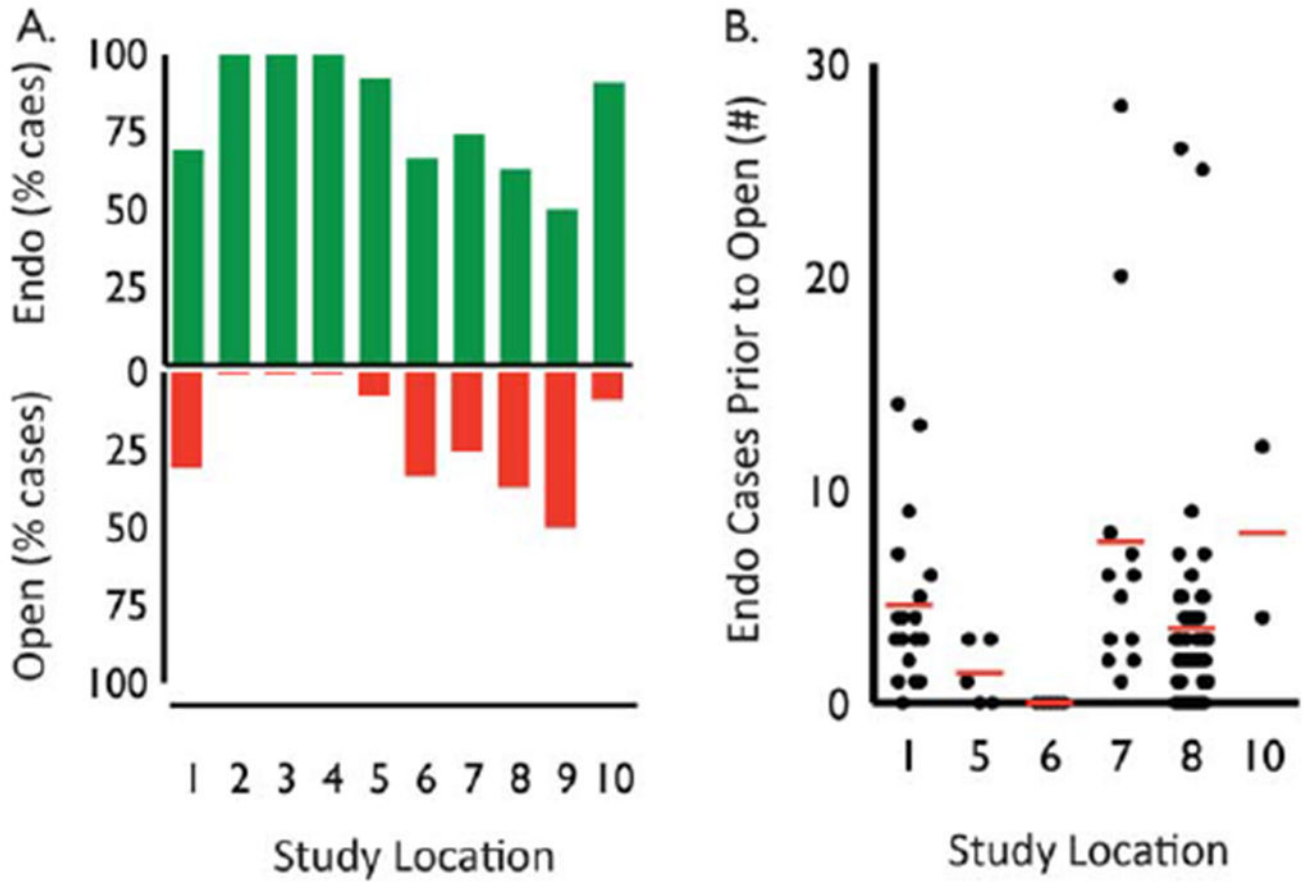 A.
Endo (% caes)
100
75
50
25
0
Open (% cases)
0
25
50
75
100
1 2 3 4 5 6 7 8 9 10
Study Location
B.
Endo Cases Prior to Open (#)
30
20
10
0
1 5 6 7 8 10
Study Location